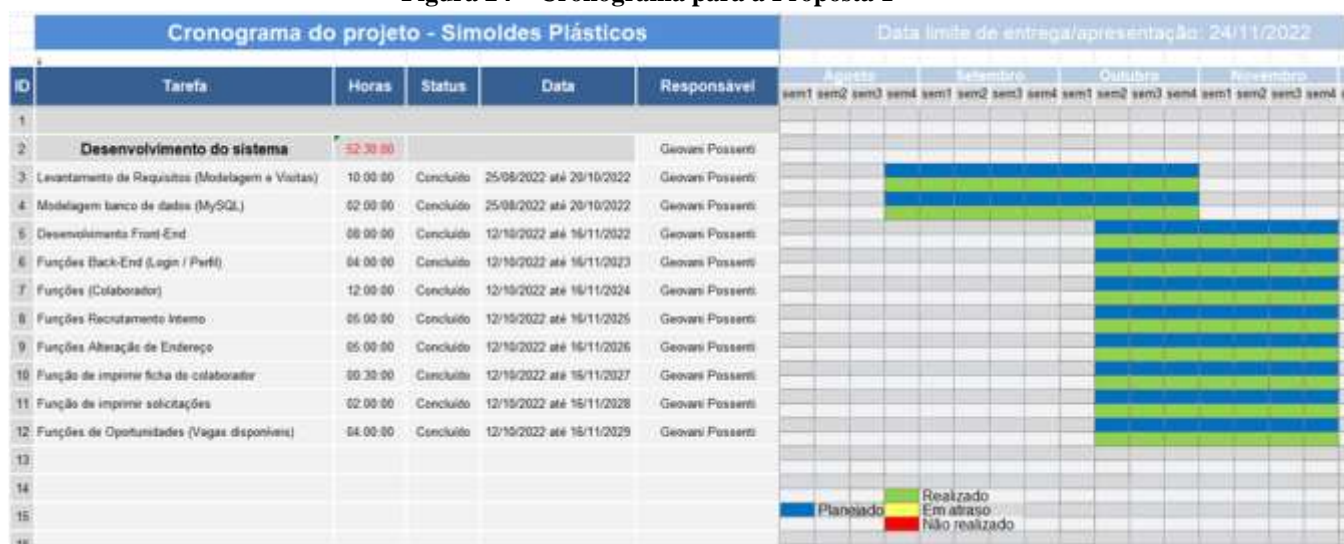 Cronograma do projeto - Simoldes Plásticos Data limite de entrega/apresentação: 24/11/2022
ID Tarefa Horas Status Data Responsável Agosto Setembro Outubro Novembro
sem1 sem2 sem3 sem4 sem1 sem2 sem3 sem4 sem1 sem2 sem3 sem4 sem1 sem2 sem3 sem4
1
2 Desenvolvimento do sistema 52:30:00 Geovani Possenti
3 Levantamento de Requisitos (Modelagem e Visitas) 10:00:00 Concluído 25/08/2022 até 20/10/2022 Geovani Possenti
4 Modelagem banco de dados (MySQL) 02:00:00 Concluído 25/08/2022 até 20/10/2022 Geovani Possenti
5 Desenvolvimento Front-End 08:00:00 Concluído 12/10/2022 até 16/11/2022 Geovani Possenti
6 Funções Back-End (Login / Perfil) 04:00:00 Concluído 12/10/2022 até 16/11/2023 Geovani Possenti
7 Funções (Colaborador) 12:00:00 Concluído 12/10/2022 até 16/11/2024 Geovani Possenti
8 Funções Recrutamento Interno 05:00:00 Concluído 12/10/2022 até 16/11/2025 Geovani Possenti
9 Funções Alteração de Endereço 05:00:00 Concluído 12/10/2022 até 16/11/2026 Geovani Possenti
10 Função de imprimir ficha do colaborador 00:30:00 Concluído 12/10/2022 até 16/11/2027 Geovani Possenti
11 Função de imprimir solicitações 02:00:00 Concluído 12/10/2022 até 16/11/2028 Geovani Possenti
12 Funções de Oportunidades (Vagas disponíveis) 04:00:00 Concluído 12/10/2022 até 16/11/2029 Geovani Possenti
13
14
15
Realizado
Planejado Em atraso
Não realizado